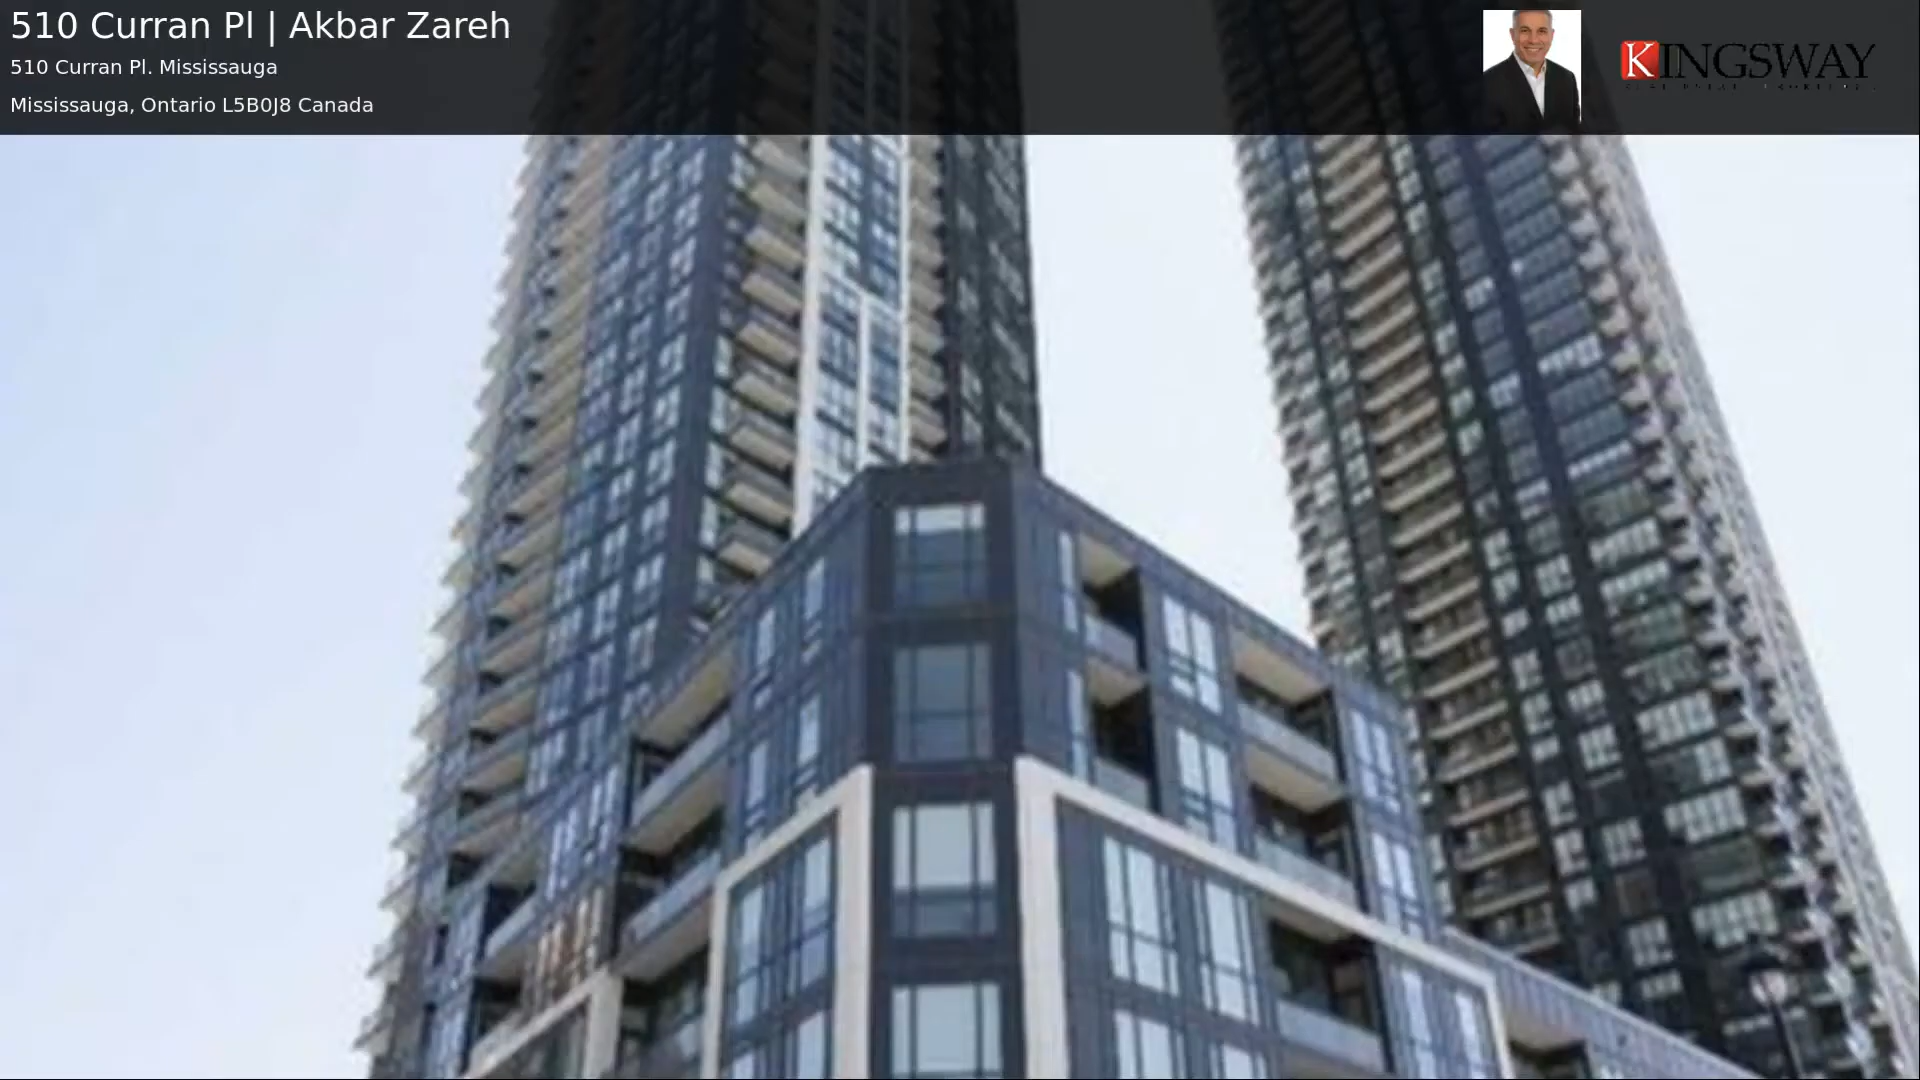 510 Curran Pl | Akbar Zareh
510 Curran Pl. Mississauga
Mississauga, Ontario L5B0J8 Canada
KINGSWAY